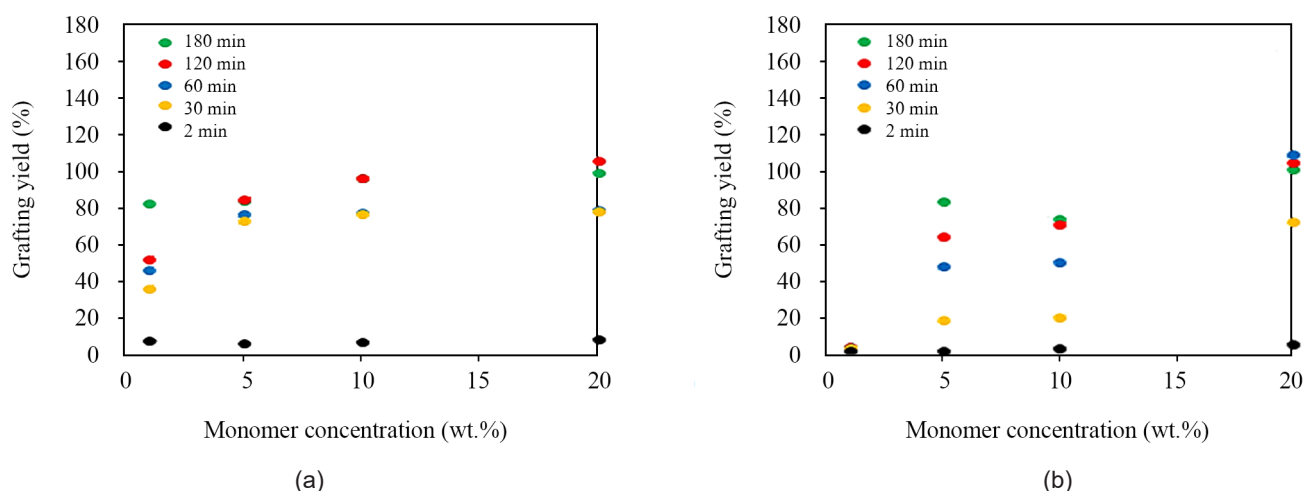 180
160
140
120
100
80
60
40
20
0
Grafting yield (%)
180 min
120 min
60 min
30 min
2 min
0 5 10 15 20
Monomer concentration (wt.%)
(a)
180
160
140
120
100
80
60
40
20
0
Grafting yield (%)
180 min
120 min
60 min
30 min
2 min
0 5 10 15 20
Monomer concentration (wt.%)
(b)